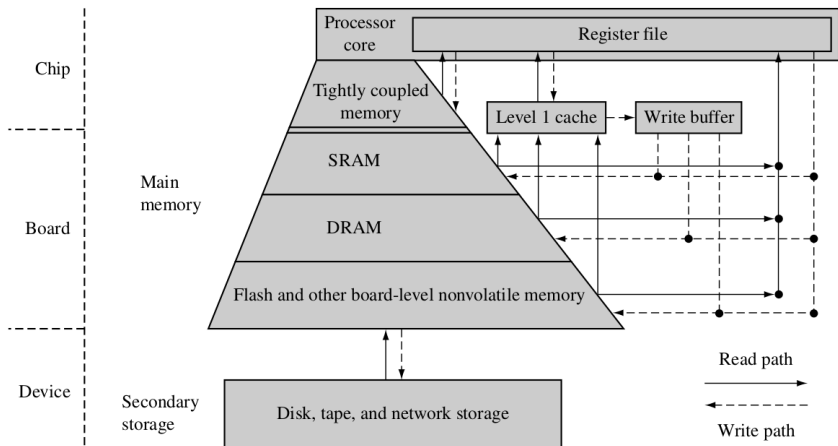 Processor
core
Register file
Chip
Tightly coupled
memory
Level 1 cache
Write buffer
SRAM
Main
memory
Board
DRAM
Flash and other board-level nonvolatile memory
Read path
Device
Secondary
storage
Disk, tape, and network storage
Write path